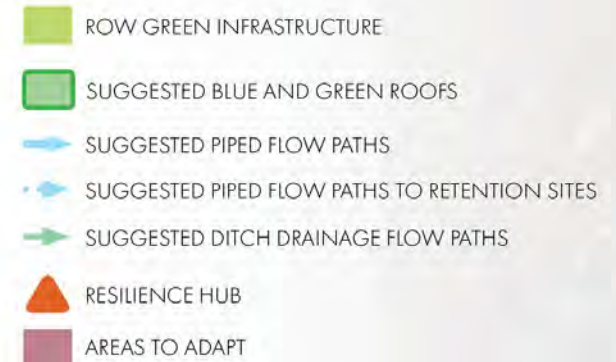 ROW GREEN INFRASTRUCTURE
SUGGESTED BLUE AND GREEN ROOFS
SUGGESTED PIPED FLOW PATHS
SUGGESTED PIPED FLOW PATHS TO RETENTION SITES
SUGGESTED DITCH DRAINAGE FLOW PATHS
RESILIENCE HUB
AREAS TO ADAPT